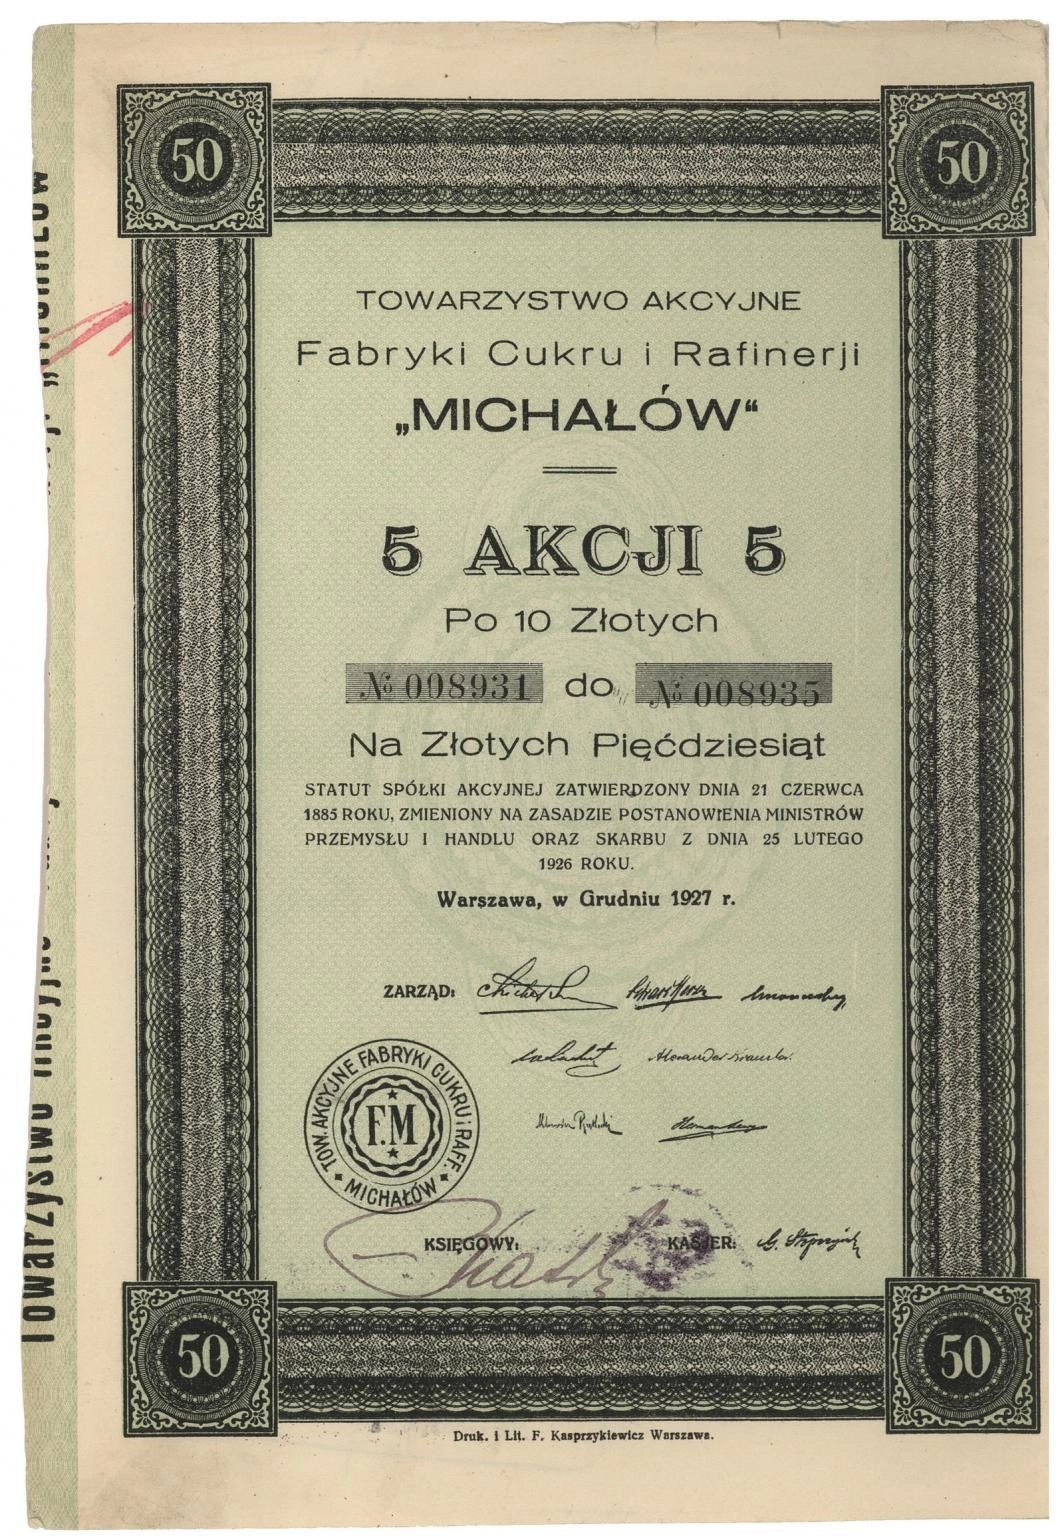 50
50
TOWARZYSTWO AKCYJNE
Fabryki Cukru i Rafinerji
„MICHAŁÓW“
5 AKCJI 5
Po 10 Złotych
№ 008931 do № 008935
Na Złotych Pięćdziesiąt
STATUT SPÓŁKI AKCYJNEJ ZATWIERDZONY DNIA 21 CZERWCA
1885 ROKU, ZMIENIONY NA ZASADZIE POSTANOWIENIA MINISTRÓW
PRZEMYSŁU I HANDLU ORAZ SKARBU Z DNIA 25 LUTEGO
1926 ROKU.
Warszawa, w Grudniu 1927 r.
ZARZĄD:
TOW. AKCYJNE FABRYKI CUKRU i RAFF.
F.M
MICHAŁÓW
KSIĘGOWY:
KASJER:
50
50
Druk. i Lit. F. Kasprzykiewicz Warszawa.
Towarzystwo Akcyjne